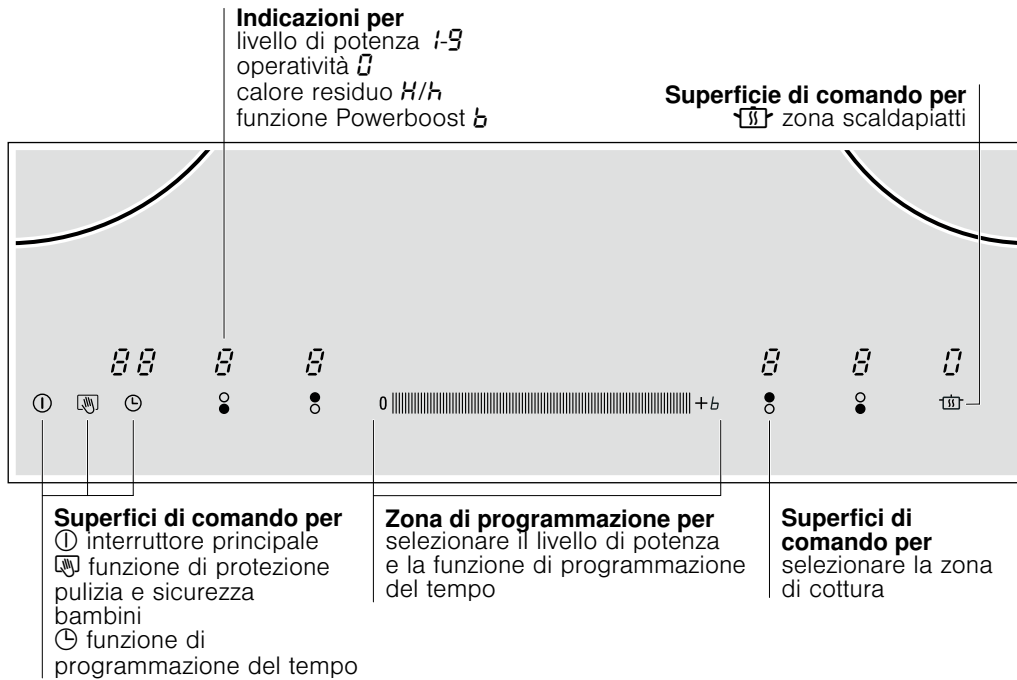 Indicazioni per
livello di potenza 1-9
operatività 0
calore residuo H/h
funzione Powerboost b
Superficie di comando per
zona scaldapiatti
88 8 8 8 8 0
0 +b
Superfici di comando per
interruttore principale
funzione di protezione
pulizia e sicurezza
bambini
funzione di
programmazione del tempo
Zona di programmazione per
selezionare il livello di potenza
e la funzione di programmazione
del tempo
Superfici di
comando per
selezionare la zona
di cottura